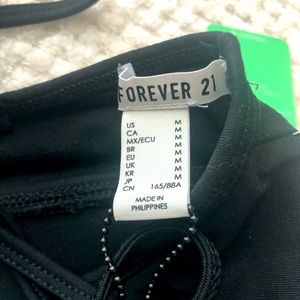 FOREVER 21
US M
CA M
MX/ECU M
BR M
EU M
UK M
KR M
JP M
CN 165/88A
MADE IN
PHILIPPINES